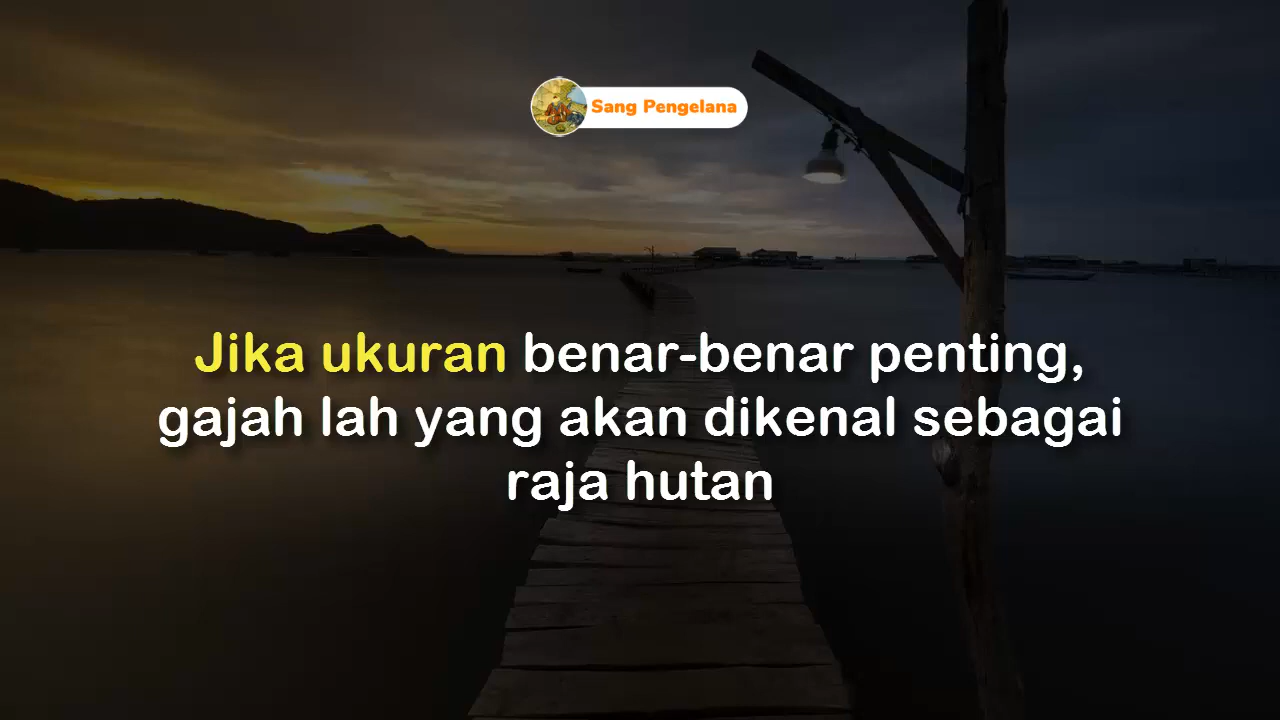 Sang Pengelana
Jika ukuran benar-benar penting,
gajah lah yang akan dikenal sebagai
raja hutan